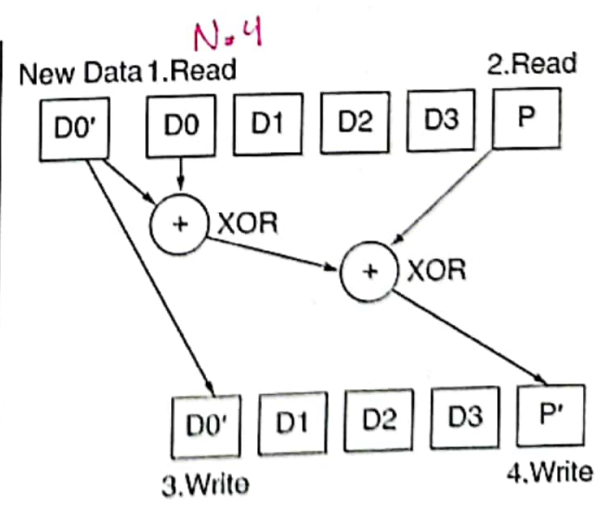 N.4
New Data 1.Read 2.Read
D0' D0 D1 D2 D3 P
+ XOR
+ XOR
D0' D1 D2 D3 P'
3.Write 4.Write